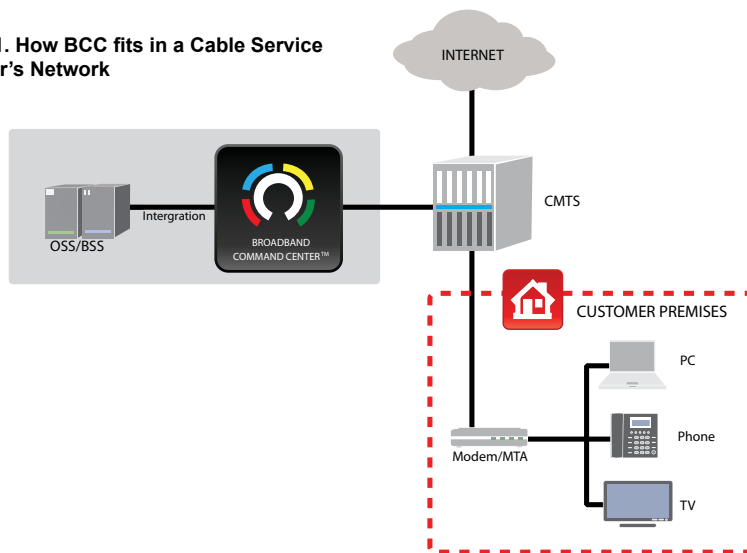 1. How BCC fits in a Cable Service
r's Network
INTERNET
CMTS
Intergration
OSS/BSS
BROADBAND
COMMAND CENTER™
CUSTOMER PREMISES
PC
Phone
Modem/MTA
TV